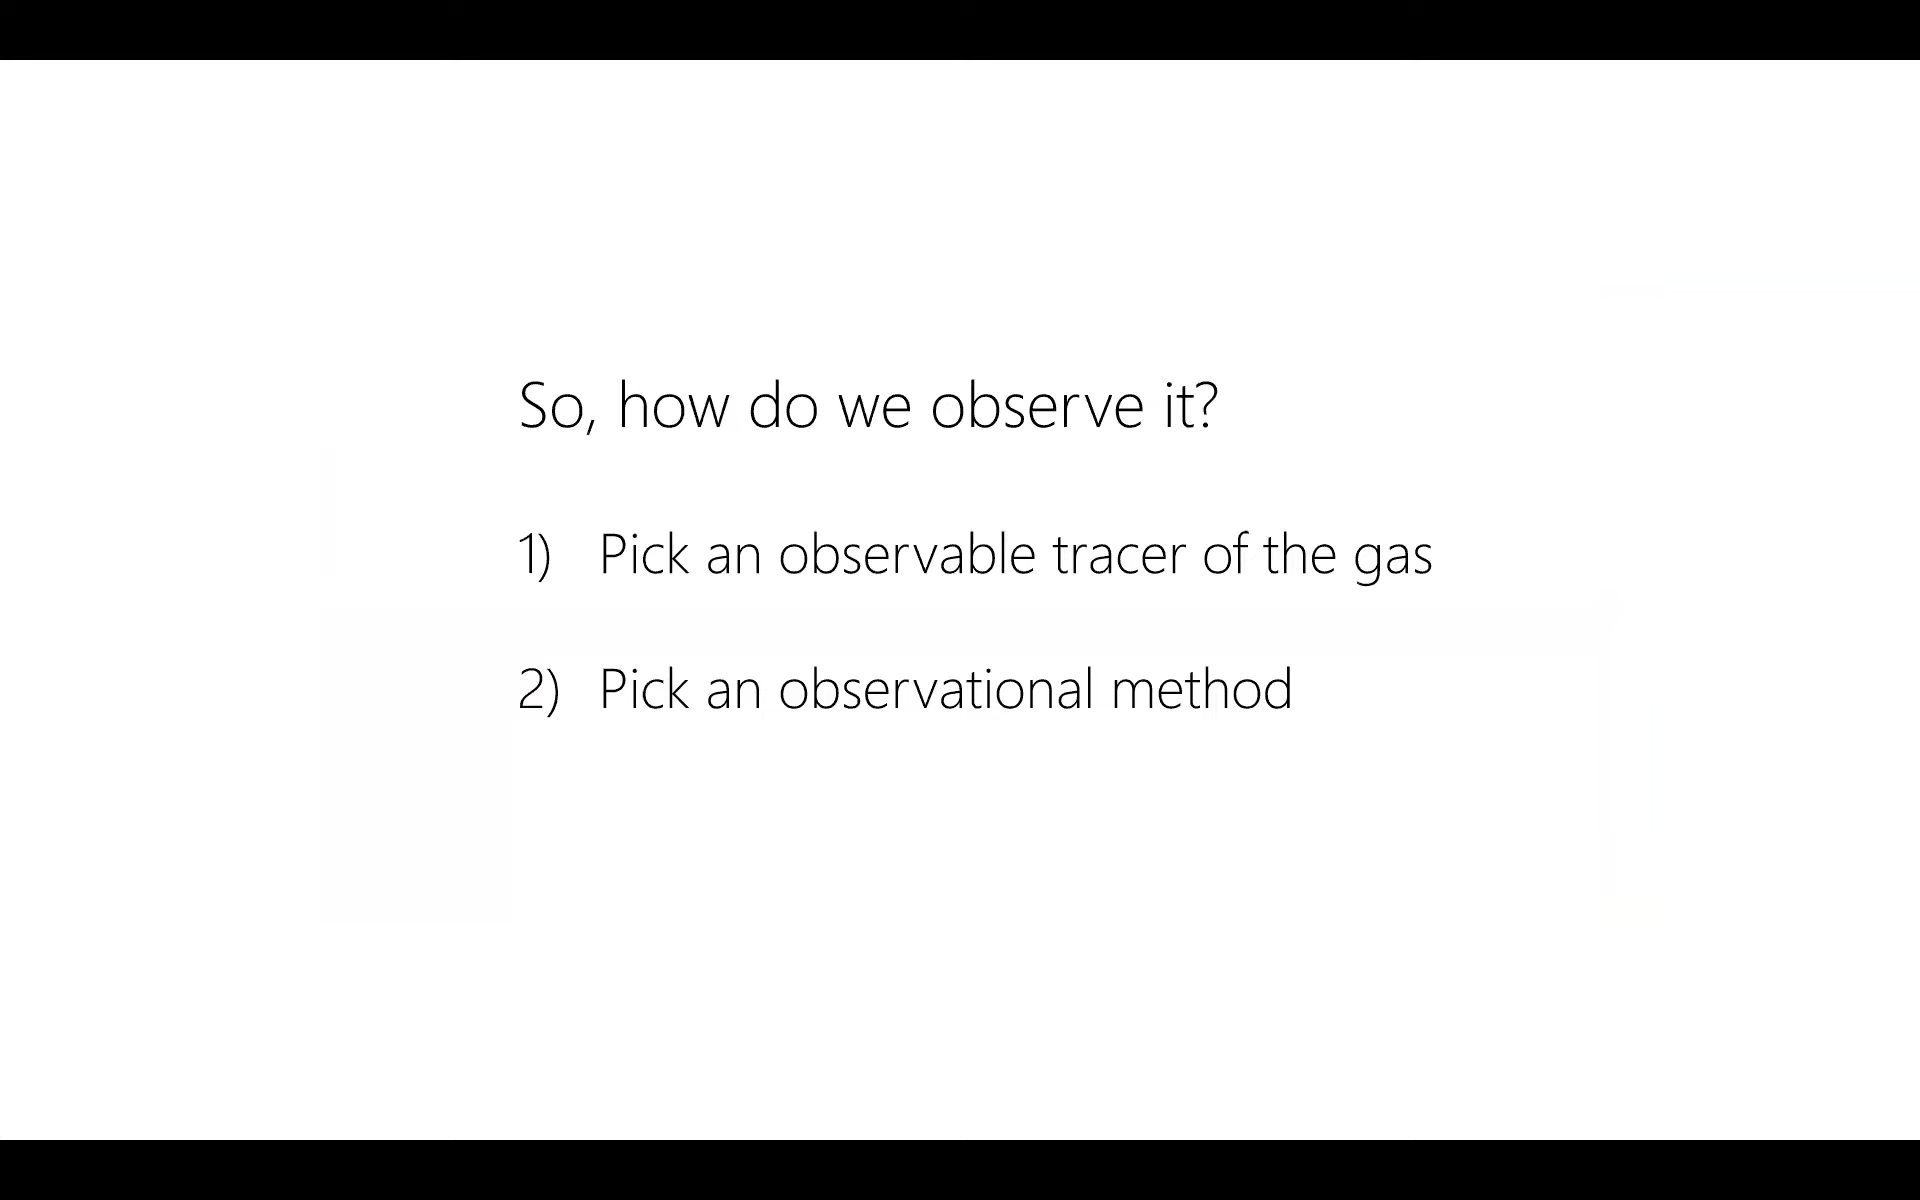 So, how do we observe it?
1) Pick an observable tracer of the gas
2) Pick an observational method